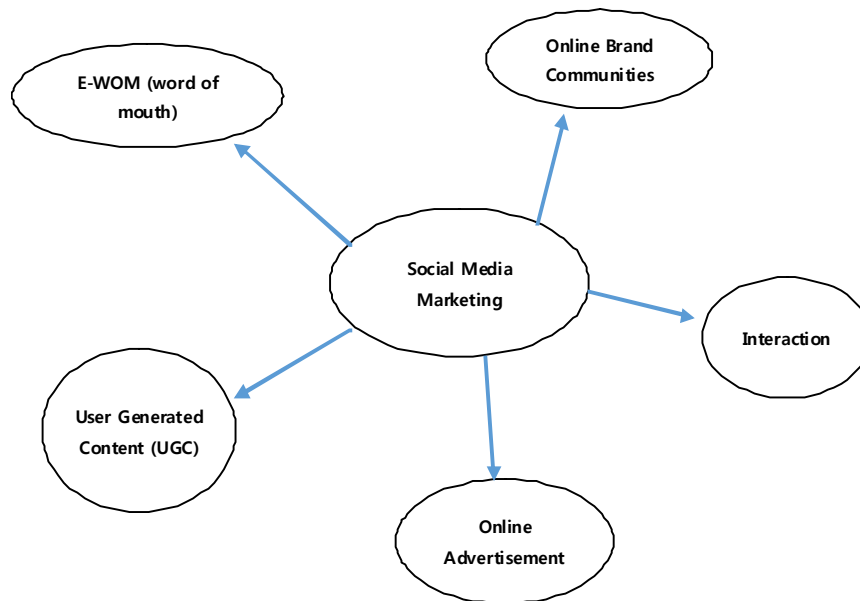 Online Brand
Communities
E-WOM (word of
mouth)
Social Media
Marketing
Interaction
User Generated
Content (UGC)
Online
Advertisement